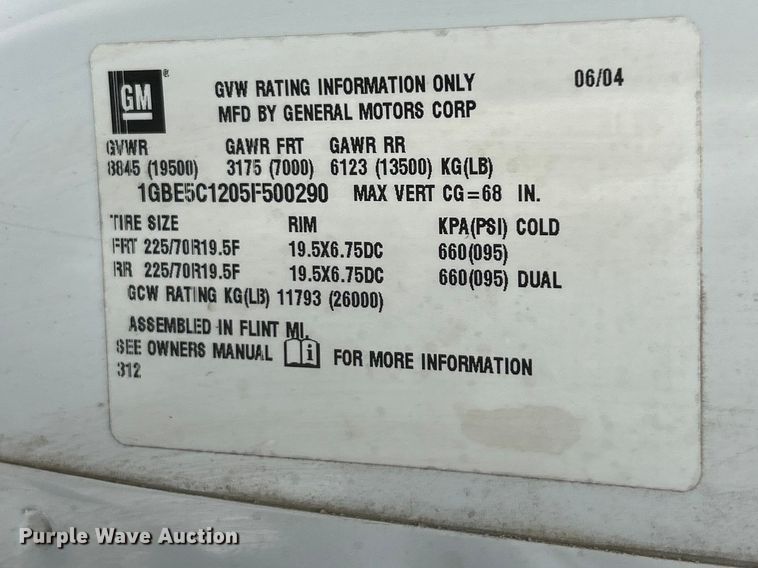 GM ® GVW RATING INFORMATION ONLY 06/04
MFD BY GENERAL MOTORS CORP
GVWR GAWR FRT GAWR RR
8845 (19500) 3175 (7000) 6123 (13500) KG(LB)
1GBE5C1205F500290 MAX VERT CG=68 IN.
TIRE SIZE RIM KPA(PSI) COLD
FRT 225/70R19.5F 19.5X6.75DC 660(095)
RR 225/70R19.5F 19.5X6.75DC 660(095) DUAL
GCW RATING KG(LB) 11793 (26000)
ASSEMBLED IN FLINT MI.
SEE OWNERS MANUAL i FOR MORE INFORMATION
312
Purple Wave Auction